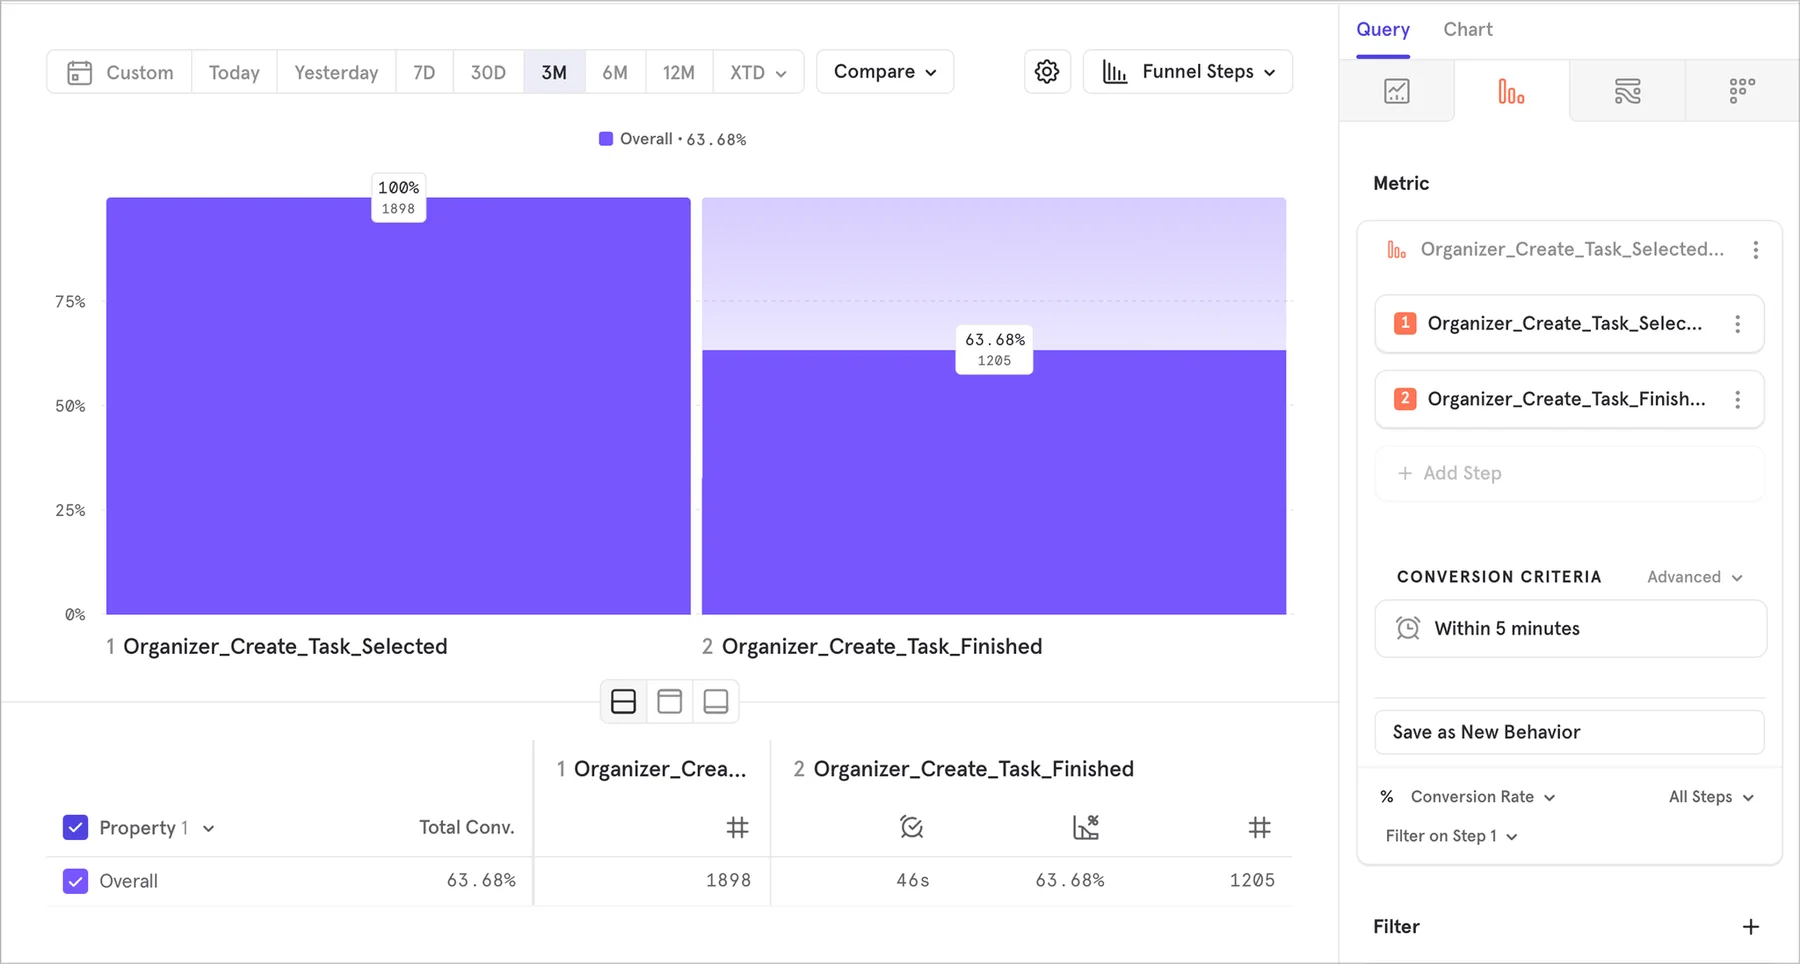 Custom Today Yesterday 7D 30D 3M 6M 12M XTD Compare Funnel Steps
Overall • 63.68%
100%
1898
75%
63.68%
1205
50%
25%
0%
1 Organizer_Create_Task_Selected 2 Organizer_Create_Task_Finished
1 Organizer_Crea... 2 Organizer_Create_Task_Finished
Property 1 Total Conv.
Overall 63.68% 1898 46s 63.68% 1205
Query Chart
Metric
Organizer_Create_Task_Selected...
1 Organizer_Create_Task_Selec...
2 Organizer_Create_Task_Finish...
+ Add Step
CONVERSION CRITERIA Advanced
Within 5 minutes
Save as New Behavior
% Conversion Rate All Steps
Filter on Step 1
Filter +